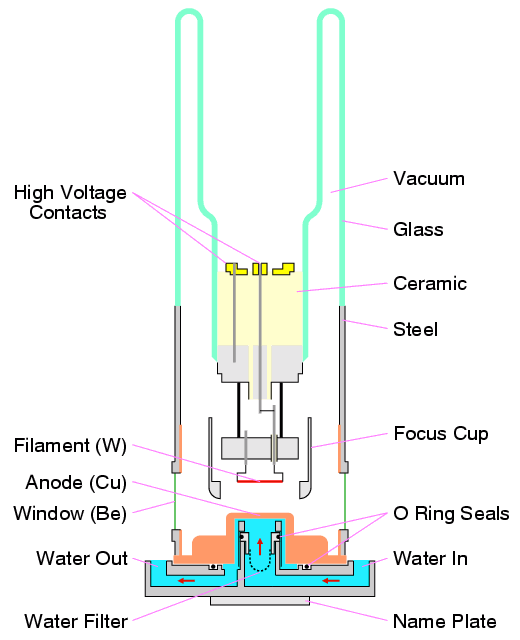 Vacuum
High Voltage
Contacts
Glass
Ceramic
Steel
Focus Cup
Filament (W)
Anode (Cu)
Window (Be)
O Ring Seals
Water Out
Water In
Water Filter
Name Plate